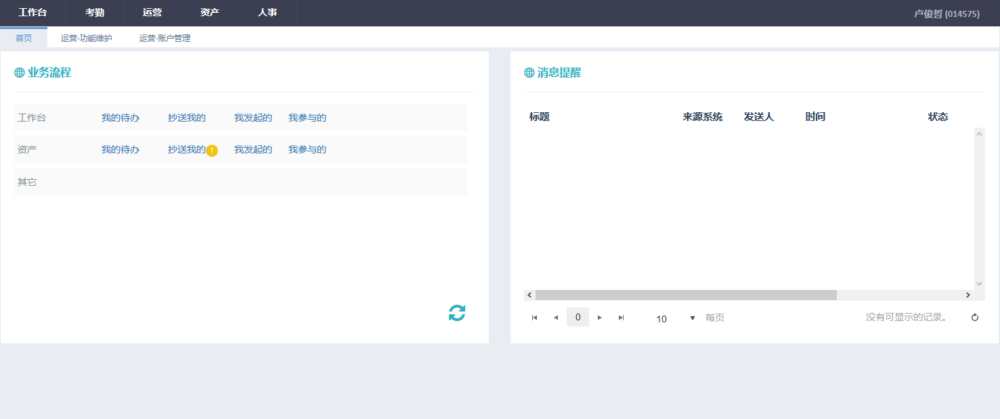 工作台 考勤 运营 资产 人事 卢俊哲 (014575)
首页 运营-功能维护 运营-账户管理
业务流程
工作台 我的待办 抄送我的 我发起的 我参与的
资产 我的待办 抄送我的 1 我发起的 我参与的
其它
消息提醒
标题 来源系统 发送人 时间 状态
0 10 每页 没有可显示的记录。